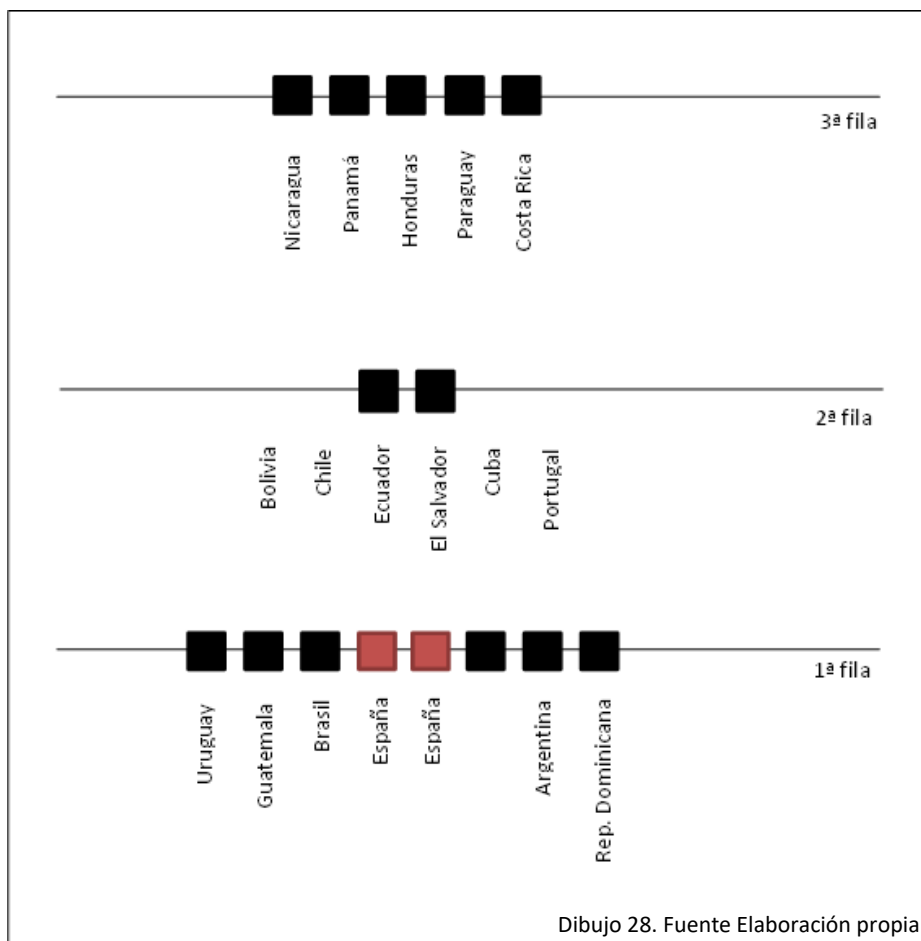 3ª fila
Nicaragua
Panamá
Honduras
Paraguay
Costa Rica
2ª fila
Bolivia
Chile
Ecuador
El Salvador
Cuba
Portugal
1ª fila
Uruguay
Guatemala
Brasil
España
España
Argentina
Rep. Dominicana
Dibujo 28. Fuente Elaboración propia